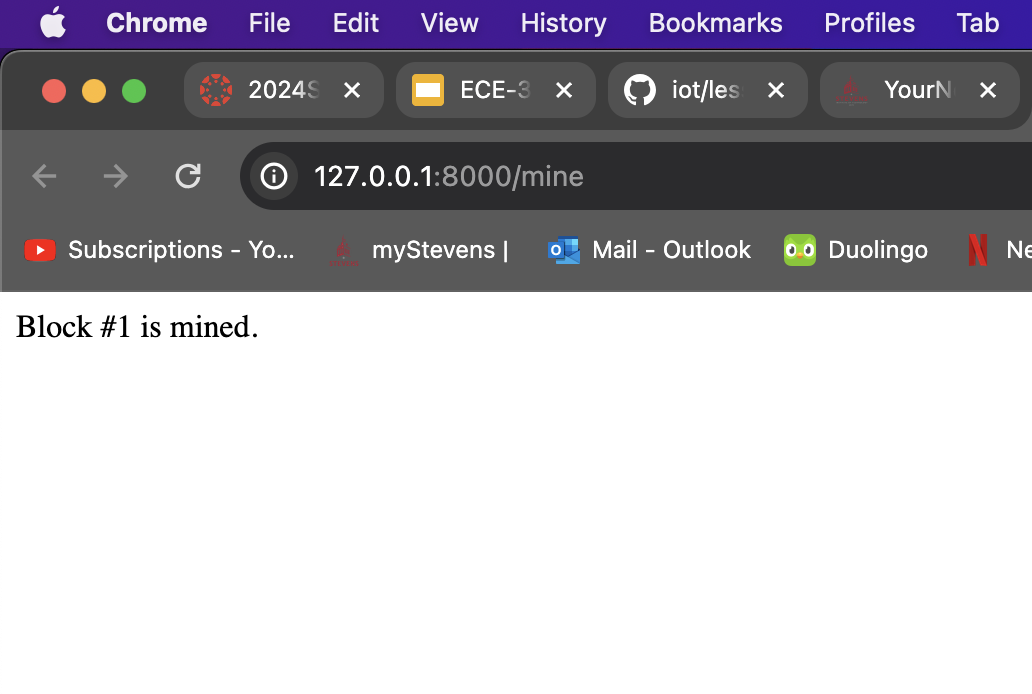 Chrome File Edit View History Bookmarks Profiles Tab
2024S ECE-3 iot/les YourN
127.0.0.1:8000/mine
Subscriptions - Yo... myStevens | Mail - Outlook Duolingo Ne
Block #1 is mined.